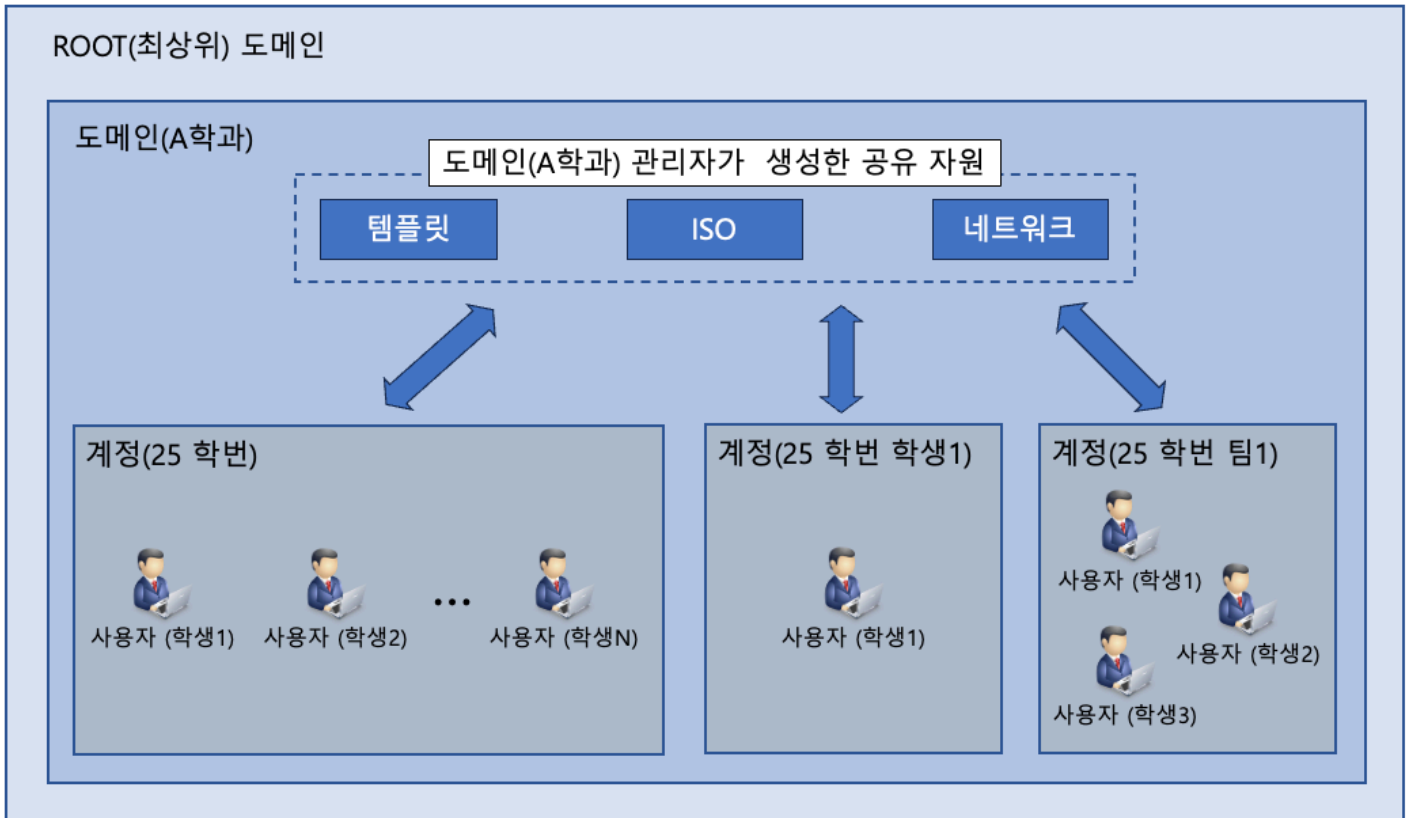 ROOT(최상위) 도메인
도메인(A학과)
도메인(A학과) 관리자가 생성한 공유 자원
템플릿
ISO
네트워크
계정(25 학번)
사용자 (학생1)
사용자 (학생2)
...
사용자 (학생N)
계정(25 학번 학생1)
사용자 (학생1)
계정(25 학번 팀1)
사용자 (학생1)
사용자 (학생2)
사용자 (학생3)